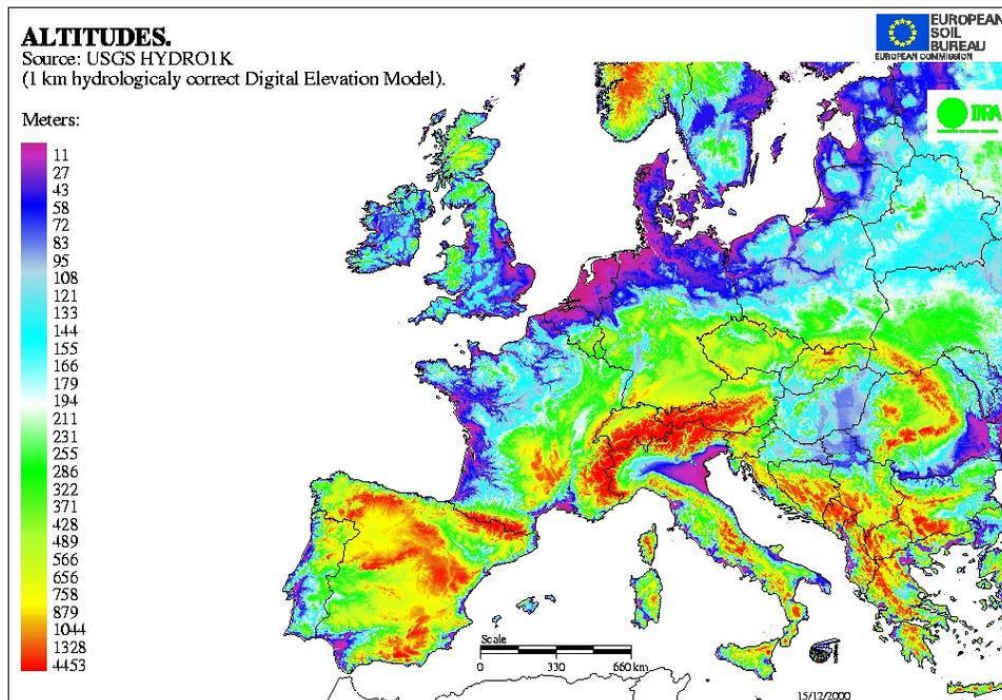 ALTITUDES.
Source: USGS HYDRO1K
(1 km hydrologicaly correct Digital Elevation Model).
EUROPEAN
SOIL
BUREAU
EUROPEAN COMMISSION
INRA
Meters:
11
27
43
58
72
83
95
108
121
133
144
155
166
179
194
211
231
255
286
322
371
428
489
566
656
758
879
1044
1328
4453
Scale
0 330 660 km
15/12/2000